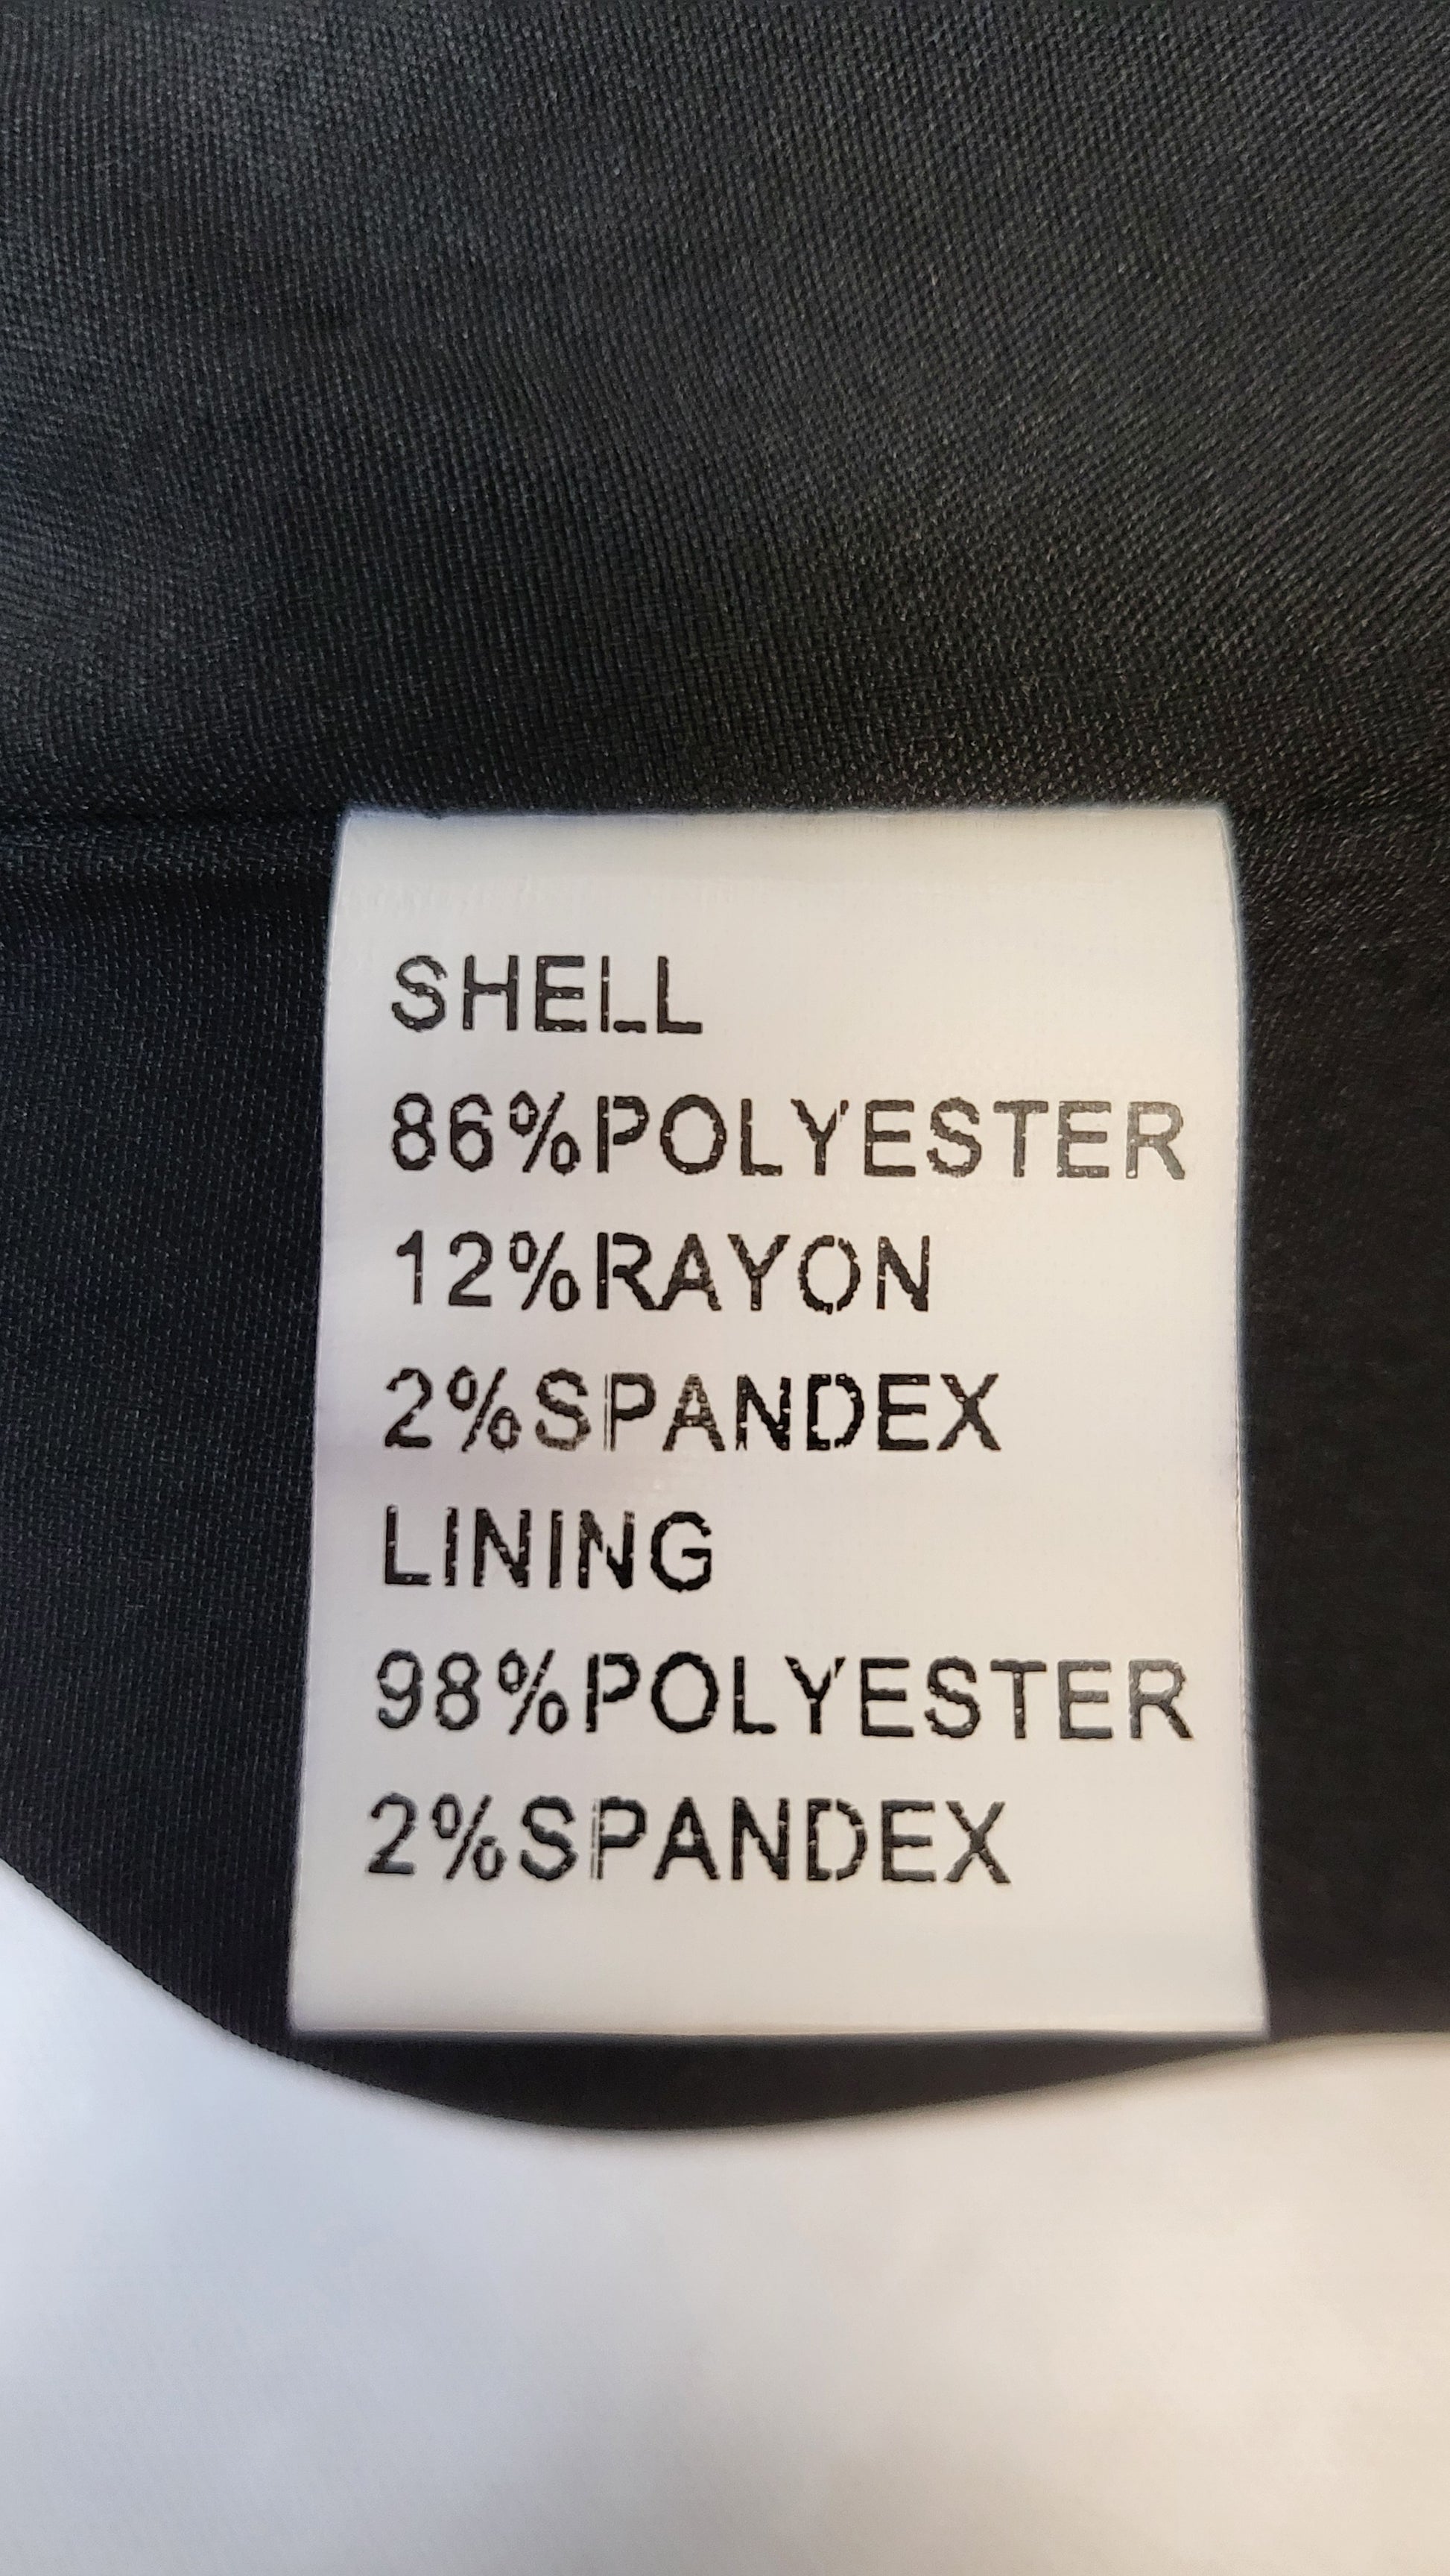 SHELL
86%POLYESTER
12%RAYON
2%SPANDEX
LINING
98%POLYESTER
2%SPANDEX